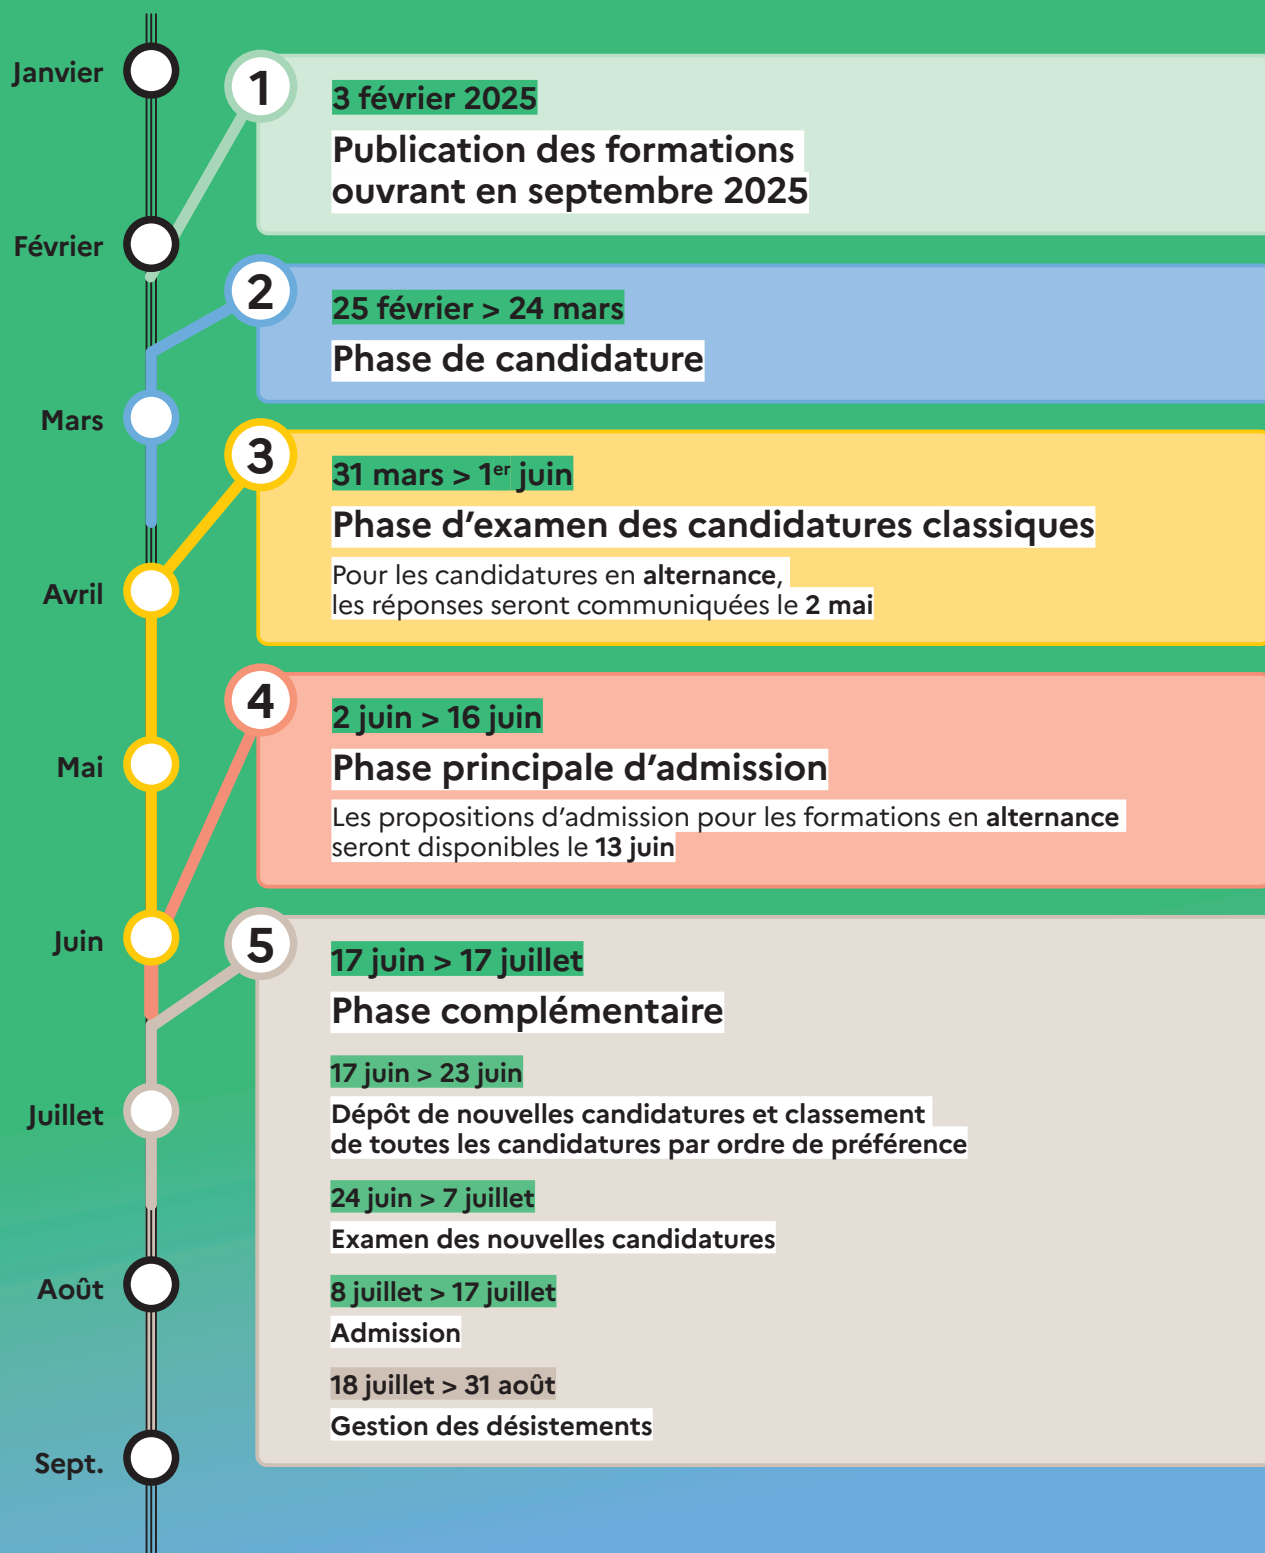 Janvier
1
3 février 2025
Publication des formations
ouvrant en septembre 2025
Février
2
25 février > 24 mars
Phase de candidature
Mars
3
31 mars > 1er juin
Phase d’examen des candidatures classiques
Pour les candidatures en alternance,
les réponses seront communiquées le 2 mai
Avril
4
2 juin > 16 juin
Phase principale d’admission
Les propositions d’admission pour les formations en alternance
seront disponibles le 13 juin
Mai
Juin
5
17 juin > 17 juillet
Phase complémentaire
17 juin > 23 juin
Dépôt de nouvelles candidatures et classement
de toutes les candidatures par ordre de préférence
Juillet
24 juin > 7 juillet
Examen des nouvelles candidatures
8 juillet > 17 juillet
Admission
Août
18 juillet > 31 août
Gestion des désistements
Sept.